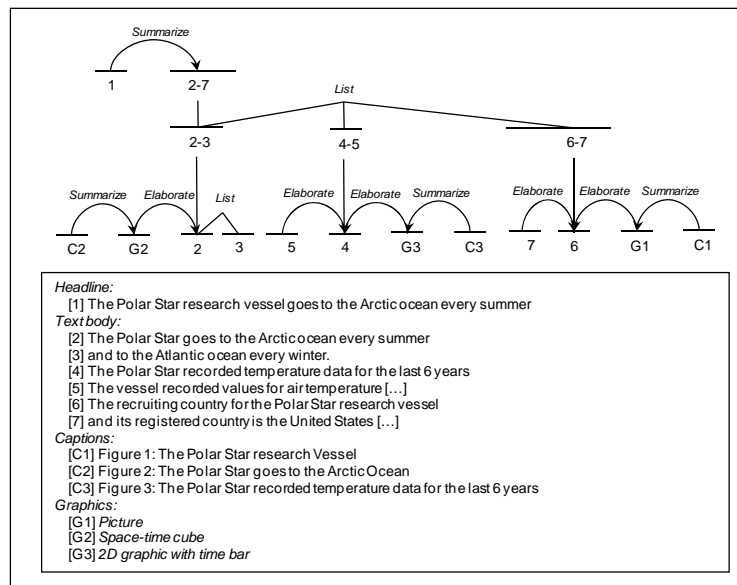 Summarize
1 2-7
List
2-3 4-5 6-7
Summarize Elaborate List Elaborate Elaborate Summarize Elaborate Elaborate Summarize
C2 G2 2 3 5 4 G3 C3 7 6 G1 C1
Headline:
[1] The Polar Star research vessel goes to the Arctic ocean every summer
Text body:
[2] The Polar Star goes to the Arctic ocean every summer
[3] and to the Atlantic ocean every winter.
[4] The Polar Star recorded temperature data for the last 6 years
[5] The vessel recorded values for air temperature [...]
[6] The recruiting country for the Polar Star research vessel
[7] and its registered country is the United States [...]
Captions:
[C1] Figure 1: The Polar Star research Vessel
[C2] Figure 2: The Polar Star goes to the Arctic Ocean
[C3] Figure 3: The Polar Star recorded temperature data for the last 6 years
Graphics:
[G1] Picture
[G2] Space-time cube
[G3] 2D graphic with time bar